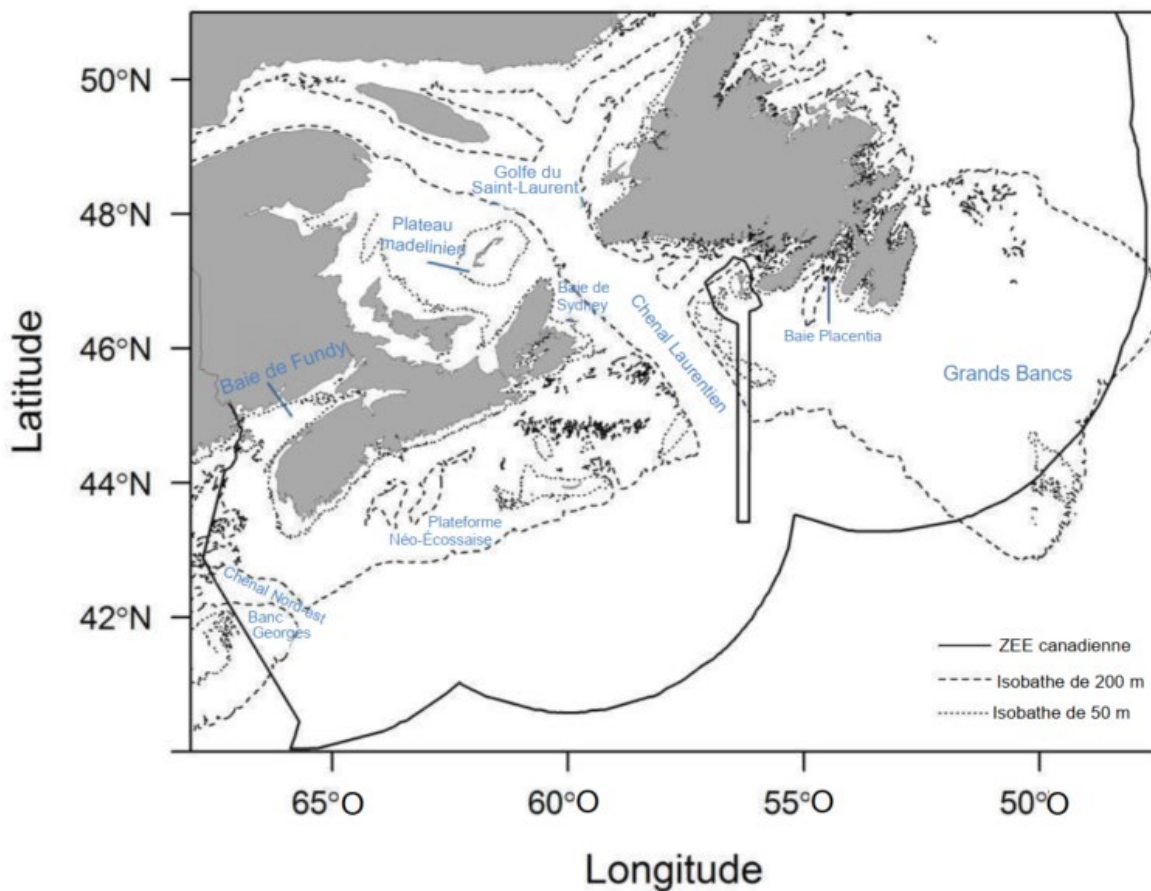 50°N
48°N
46°N
44°N
42°N
Latitude
Golfe du
Saint-Laurent
Plateau
madelinien
Baie de
Sydney
Chenal Laurentien
Baie Placentia
Baie de Fundy
Grands Bancs
Plateforme
Néo-Écossaise
Chenal Nord-est
Banc
Georges
ZEE canadienne
Isobathe de 200 m
Isobathe de 50 m
65°O
60°O
55°O
50°O
Longitude